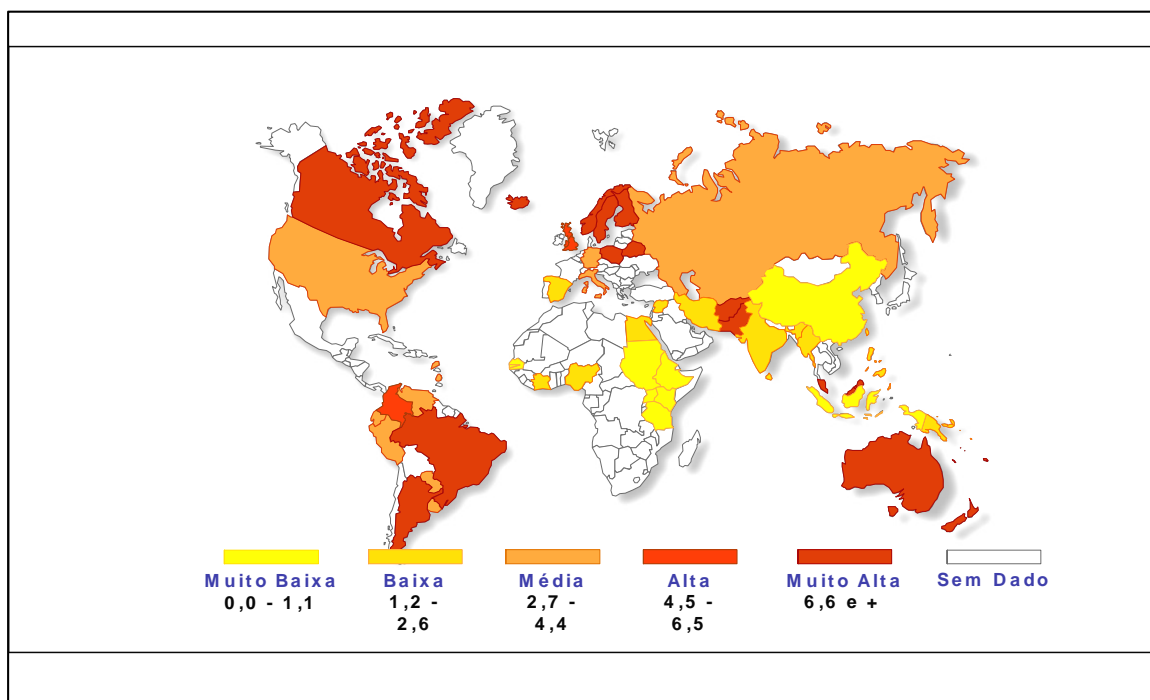 Muito Baixa Baixa Média Alta Muito Alta Sem Dado
0,0 - 1,1 1,2 - 2,7 - 4,5 - 6,6 e +
2,6 4,4 6,5